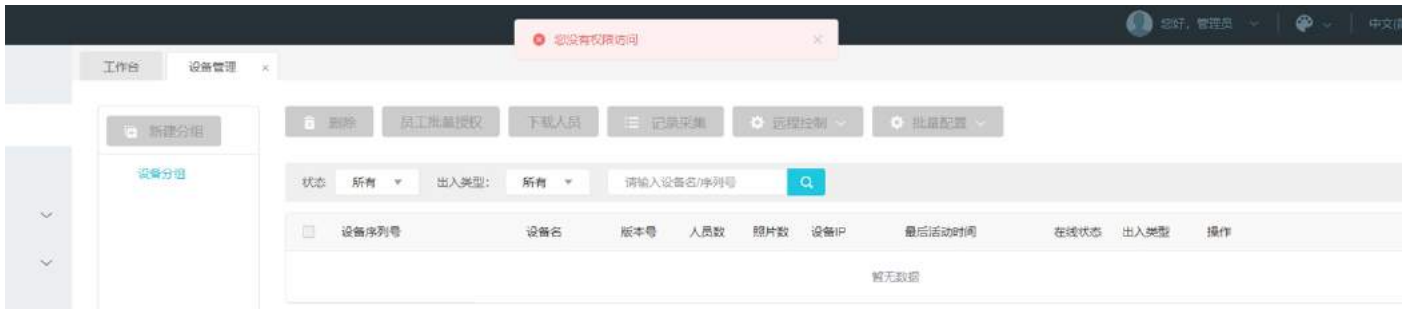 您好，管理员
中文(简
您没有权限访问
工作台
设备管理
新建分组
删除
员工批量授权
下载人员
记录采集
远程控制
批量配置
设备分组
状态
所有
出入类型：
所有
请输入设备名/序列号
设备序列号
设备名
版本号
人员数
照片数
设备IP
最后活动时间
在线状态
出入类型
操作
暂无数据